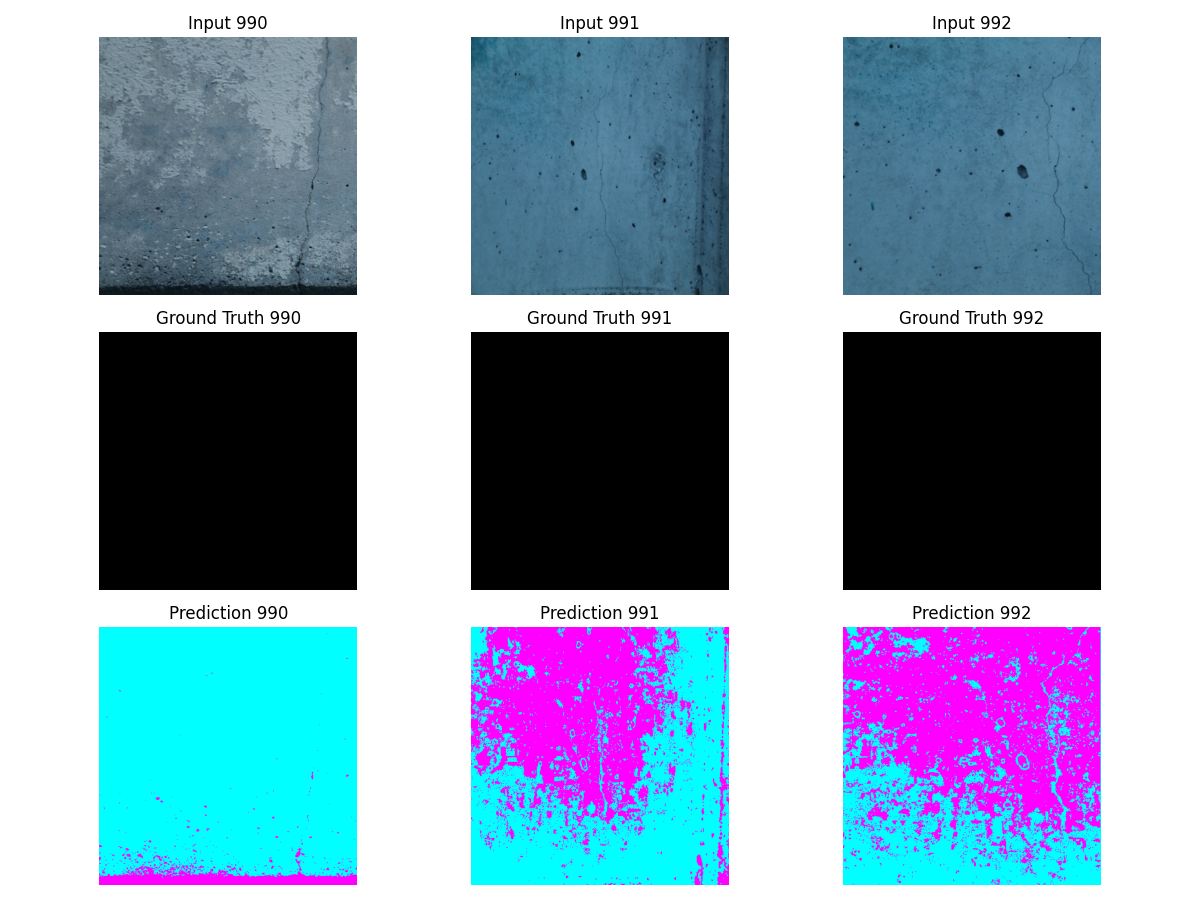 Input 990
Input 991
Input 992
Ground Truth 990
Ground Truth 991
Ground Truth 992
Prediction 990
Prediction 991
Prediction 992